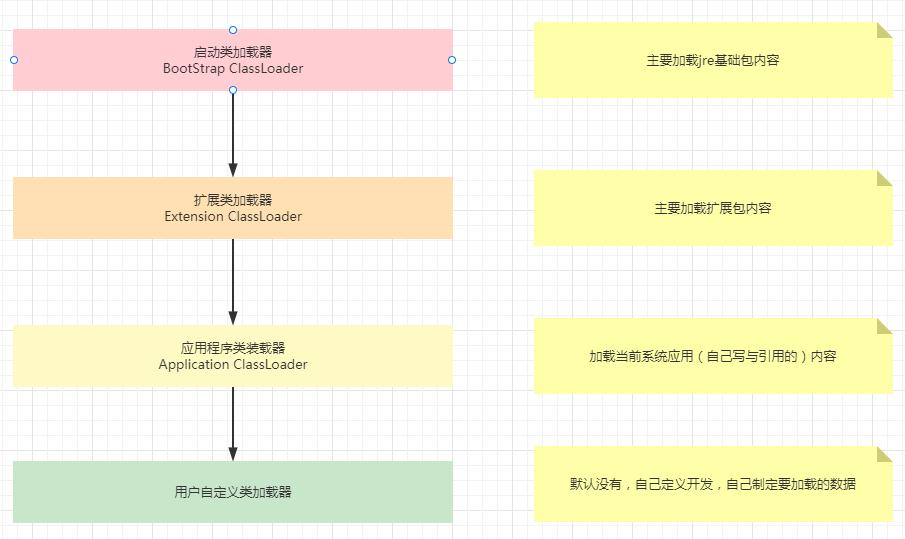 启动类加载器
BootStrap ClassLoader
主要加载jre基础包内容
扩展类加载器
Extension ClassLoader
主要加载扩展包内容
应用程序类装载器
Application ClassLoader
加载当前系统应用（自己写与引用的）内容
用户自定义类加载器
默认没有，自己定义开发，自己制定要加载的数据